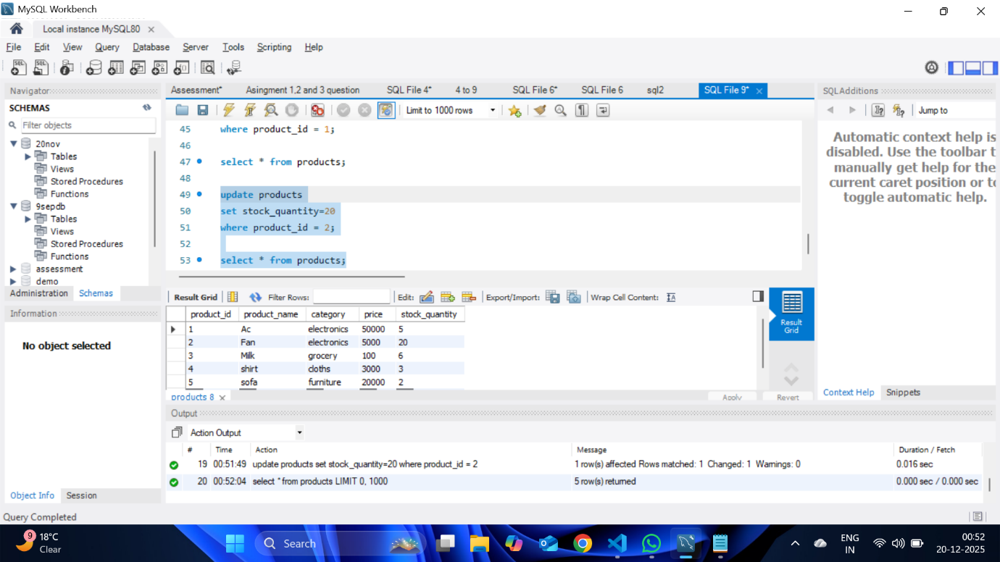 MySQL Workbench
Local instance MySQL80
File Edit View Query Database Server Tools Scripting Help
Navigator
SCHEMAS
Filter objects
20nov
Tables
Views
Stored Procedures
Functions
9sepdb
Tables
Views
Stored Procedures
Functions
assessment
demo
Administration Schemas
Information
No object selected
Object Info Session
Assessment* Asingment 1,2 and 3 question SQL File 4* 4 to 9 SQL File 6* SQL File 6 sql2 SQL File 9*
Limit to 1000 rows
45 where product_id = 1;
46
47 select * from products;
48
49 update products
50 set stock_quantity=20
51 where product_id = 2;
52
53 select * from products;
Result Grid Filter Rows: Edit: Export/Import: Wrap Cell Content:
product_id product_name category price stock_quantity
1 Ac electronics 50000 5
2 Fan electronics 5000 20
3 Milk grocery 100 6
4 shirt cloths 3000 3
5 sofa furniture 20000 2
Result
Grid
products 8 Apply Revert
SQLAdditions
Jump to
Automatic context help is
disabled. Use the toolbar t
manually get help for the
current caret position or to
toggle automatic help.
Context Help Snippets
Output
Action Output
# Time Action Message Duration / Fetch
19 00:51:49 update products set stock_quantity=20 where product_id = 2 1 row(s) affected Rows matched: 1 Changed: 1 Warnings: 0 0.016 sec
20 00:52:04 select * from products LIMIT 0, 1000 5 row(s) returned 0.000 sec / 0.000 sec
Query Completed
9
18°C
Clear
Search
ENG
IN
00:52
20-12-2025